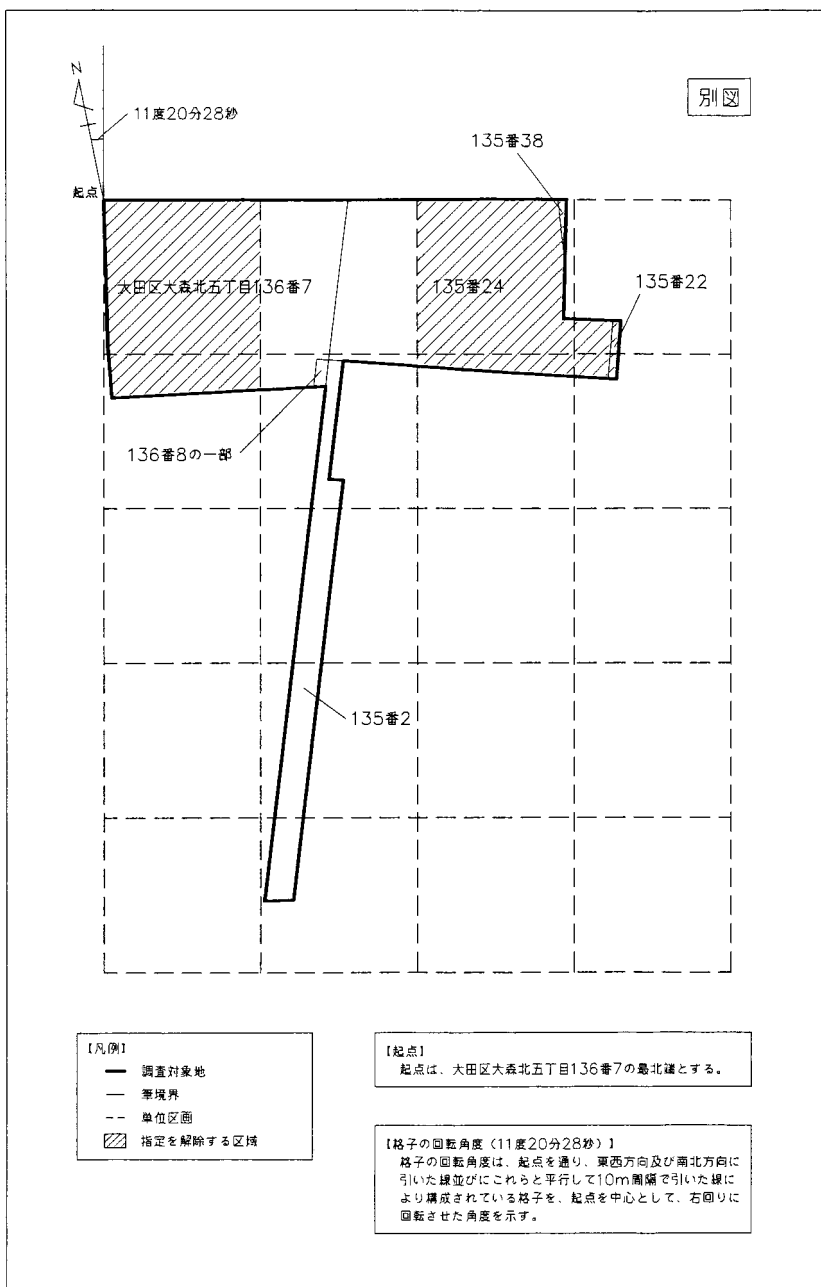 別図
N
11度20分28秒
135番38
起点
大田区大森北五丁目136番7
135番24
135番22
136番8の一部
135番2
【凡例】
調査対象地
筆境界
単位区画
指定を解除する区域
【起点】
起点は、大田区大森北五丁目136番7の最北端とする。
【格子の回転角度（11度20分28秒）】
格子の回転角度は、起点を通り、東西方向及び南北方向に
引いた線並びにこれらと平行して10m間隔で引いた線に
より構成されている格子を、起点を中心として、右回りに
回転させた角度を示す。